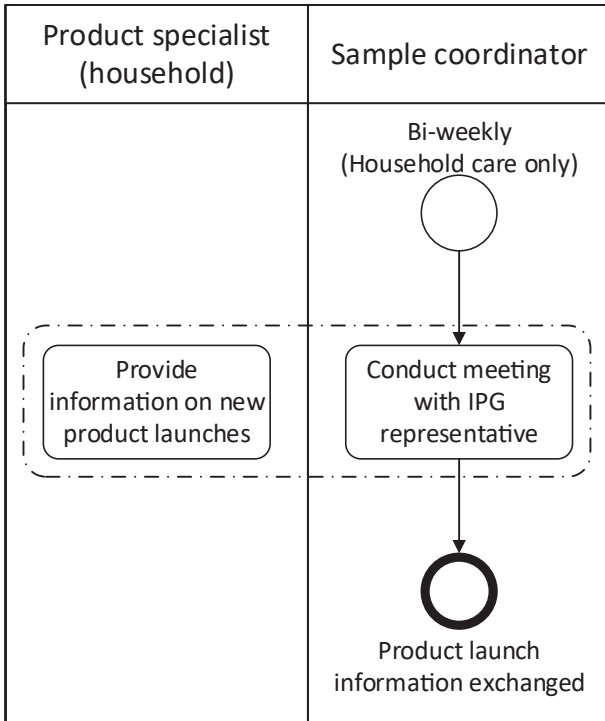 Product specialist
(household)
Sample coordinator
Bi-weekly
(Household care only)
Provide
information on new
product launches
Conduct meeting
with IPG
representative
Product launch
information exchanged